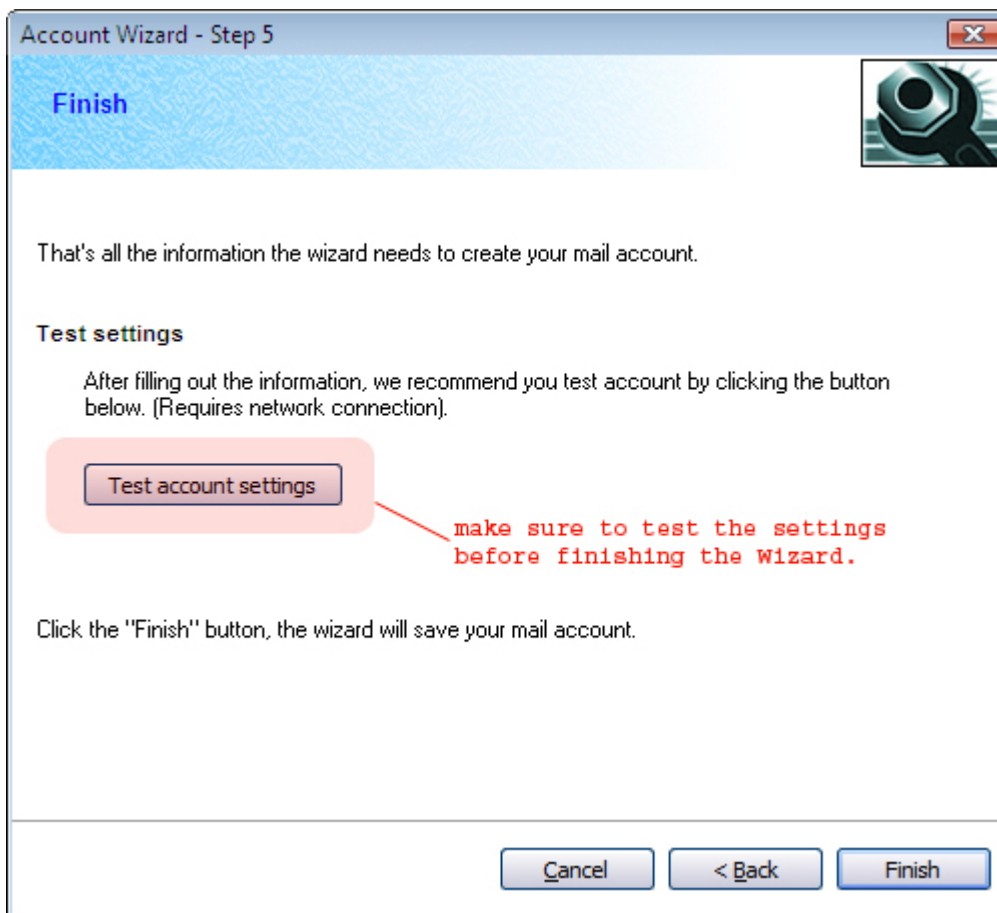 Account Wizard - Step 5
Finish
That's all the information the wizard needs to create your mail account.
Test settings
After filling out the information, we recommend you test account by clicking the button
below. (Requires network connection).
Test account settings
make sure to test the settings
before finishing the Wizard.
Click the "Finish" button, the wizard will save your mail account.
Cancel
< Back
Finish